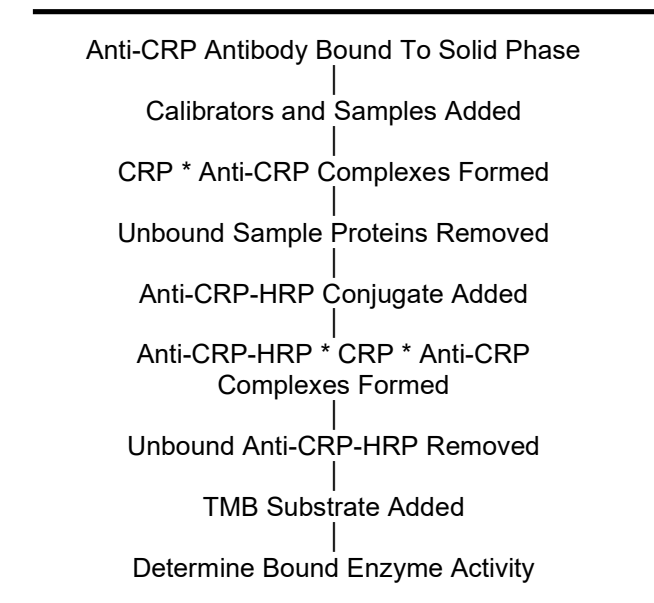 Anti-CRP Antibody Bound To Solid Phase
Calibrators and Samples Added
CRP * Anti-CRP Complexes Formed
Unbound Sample Proteins Removed
Anti-CRP-HRP Conjugate Added
Anti-CRP-HRP * CRP * Anti-CRP
Complexes Formed
Unbound Anti-CRP-HRP Removed
TMB Substrate Added
Determine Bound Enzyme Activity